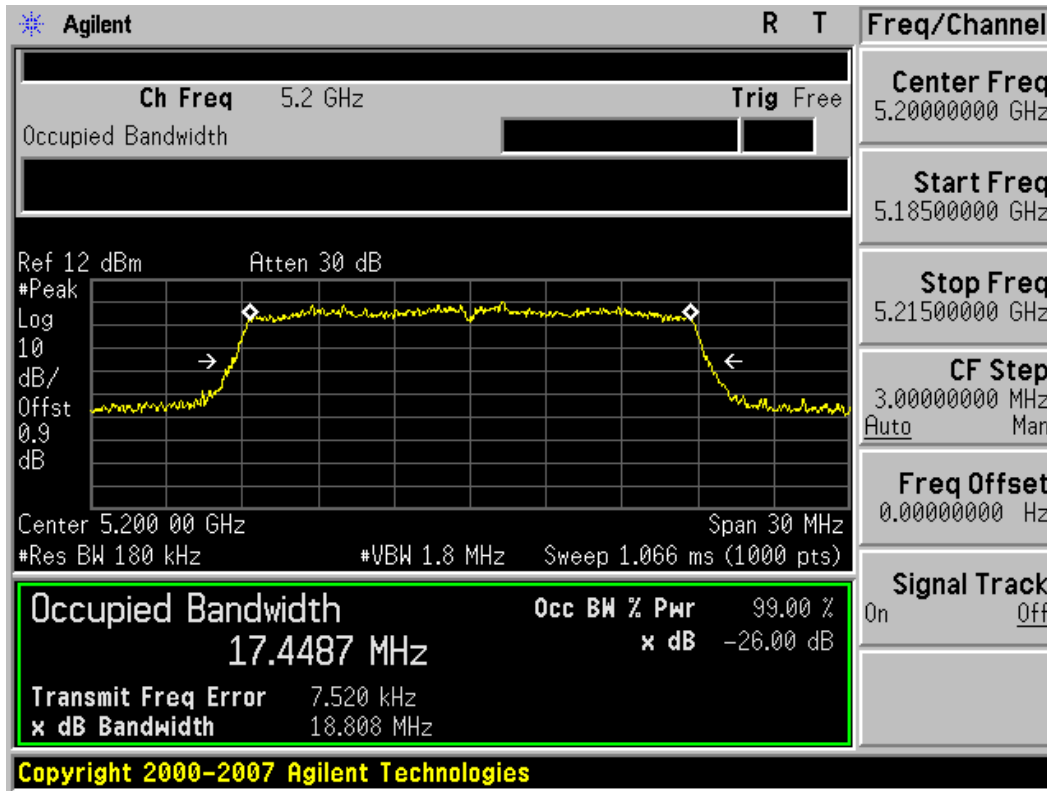 Agilent R T
Freq/Channel
Ch Freq 5.2 GHz Trig Free
Occupied Bandwidth
Center Freq
5.20000000 GHz
Start Freq
5.18500000 GHz
Stop Freq
5.21500000 GHz
CF Step
3.00000000 MHz
Auto Man
Freq Offset
0.00000000 Hz
Signal Track
On Off
Ref 12 dBm Atten 30 dB
#Peak
Log
10
dB/
Offst
0.9
dB
Center 5.200 00 GHz Span 30 MHz
#Res BW 180 kHz #VBW 1.8 MHz Sweep 1.066 ms (1000 pts)
Occupied Bandwidth
17.4487 MHz
Occ BW % Pwr 99.00 %
x dB -26.00 dB
Transmit Freq Error 7.520 kHz
x dB Bandwidth 18.808 MHz
Copyright 2000-2007 Agilent Technologies